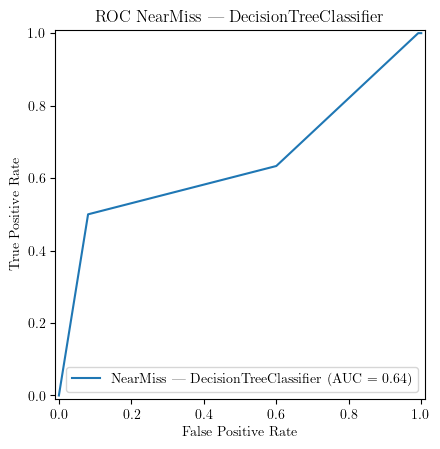 ROC NearMiss — DecisionTreeClassifier
1.0
0.8
0.6
0.4
0.2
0.0
True Positive Rate
NearMiss — DecisionTreeClassifier (AUC = 0.64)
0.0 0.2 0.4 0.6 0.8 1.0
False Positive Rate